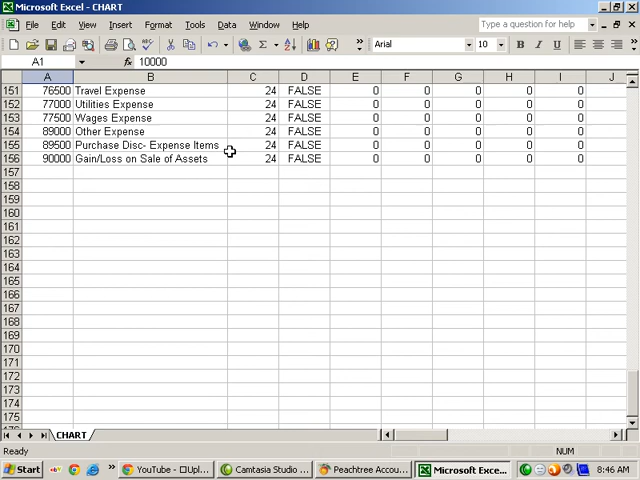 Microsoft Excel - CHART
File Edit View Insert Format Tools Data Window Help Type a question for help
Arial 10 B I U
A1 fx 10000
A B C D E F G H I J
151 76500 Travel Expense 24 FALSE 0 0 0 0 0
152 77000 Utilities Expense 24 FALSE 0 0 0 0 0
153 77500 Wages Expense 24 FALSE 0 0 0 0 0
154 89000 Other Expense 24 FALSE 0 0 0 0 0
155 89500 Purchase Disc- Expense Items 24 FALSE 0 0 0 0 0
156 90000 Gain/Loss on Sale of Assets 24 FALSE 0 0 0 0 0
157
158
159
160
161
162
163
164
165
166
167
168
169
170
171
172
173
174
175
CHART
Ready NUM
Start YouTube - Upl... Camtasia Studio ... Peachtree Accou... Microsoft Exce... 8:46 AM